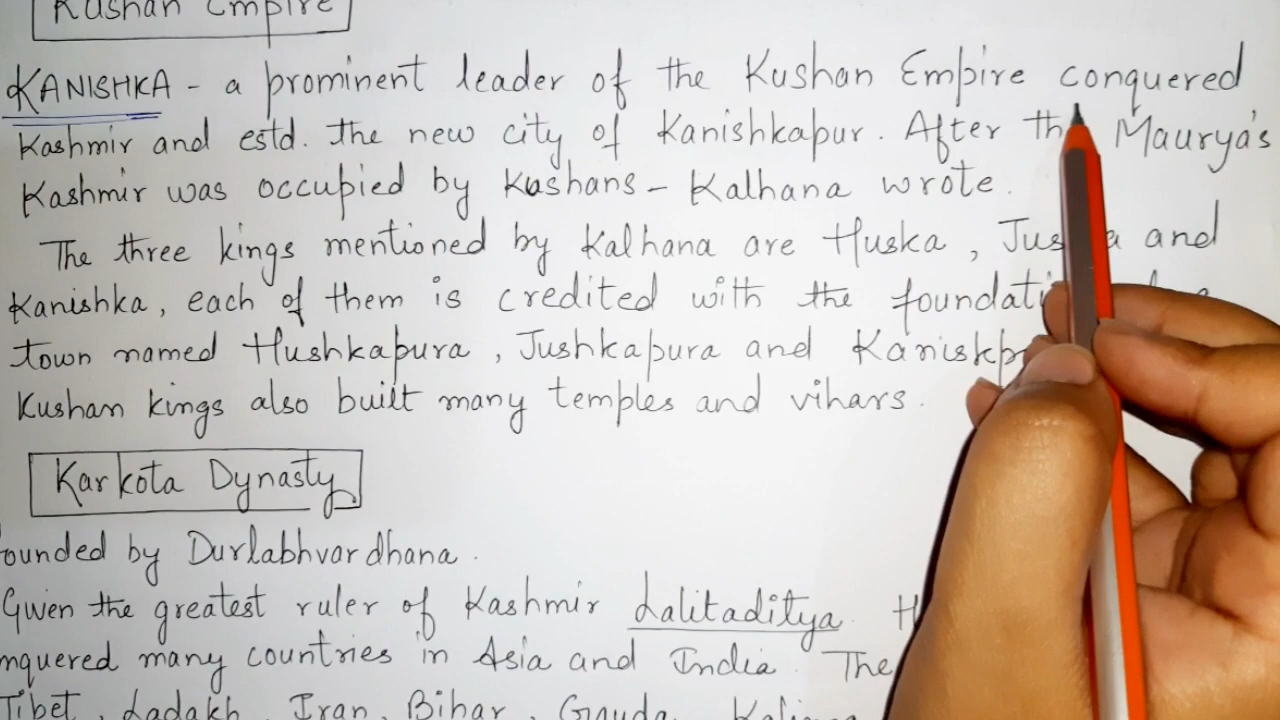 Kushan Empire
KANISHKA - a prominent leader of the Kushan Empire conquered
Kashmir and estd. the new city of Kanishkapur. After the Maurya's
Kashmir was occupied by Kushans - Kalhana wrote.
The three kings mentioned by Kalhana are Huska, and
Kanishka, each of them is credited with the
town named Hushkapura, Jushkapura and
Kushan kings also built many temples and vihars.
Karkota Dynasty
ounded by Durlabhvardhana.
Gwen the greatest ruler of Kashmir Lalitaditya.
nquered many countries in Asia and India. The
Tibet, Ladakh, Iran, Bihar, Gauda, Kalinga